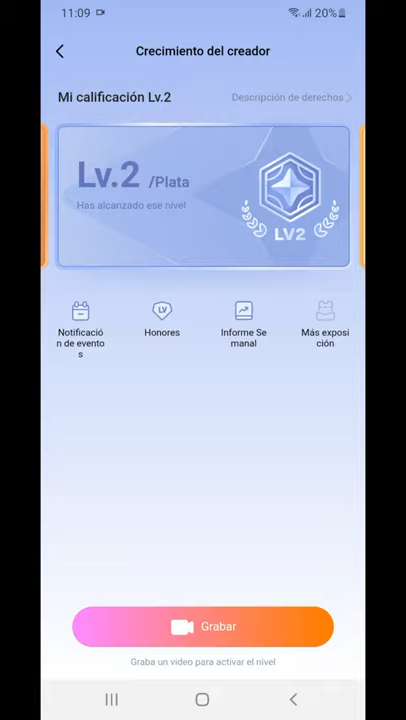 11:09
20%
Crecimiento del creador
Mi calificación Lv.2
Descripción de derechos
Lv.2 /Plata
Has alcanzado ese nivel
LV2
LV
Notificació
n de evento
s
Honores
Informe Se
manal
Más exposi
ción
Grabar
Graba un video para activar el nivel